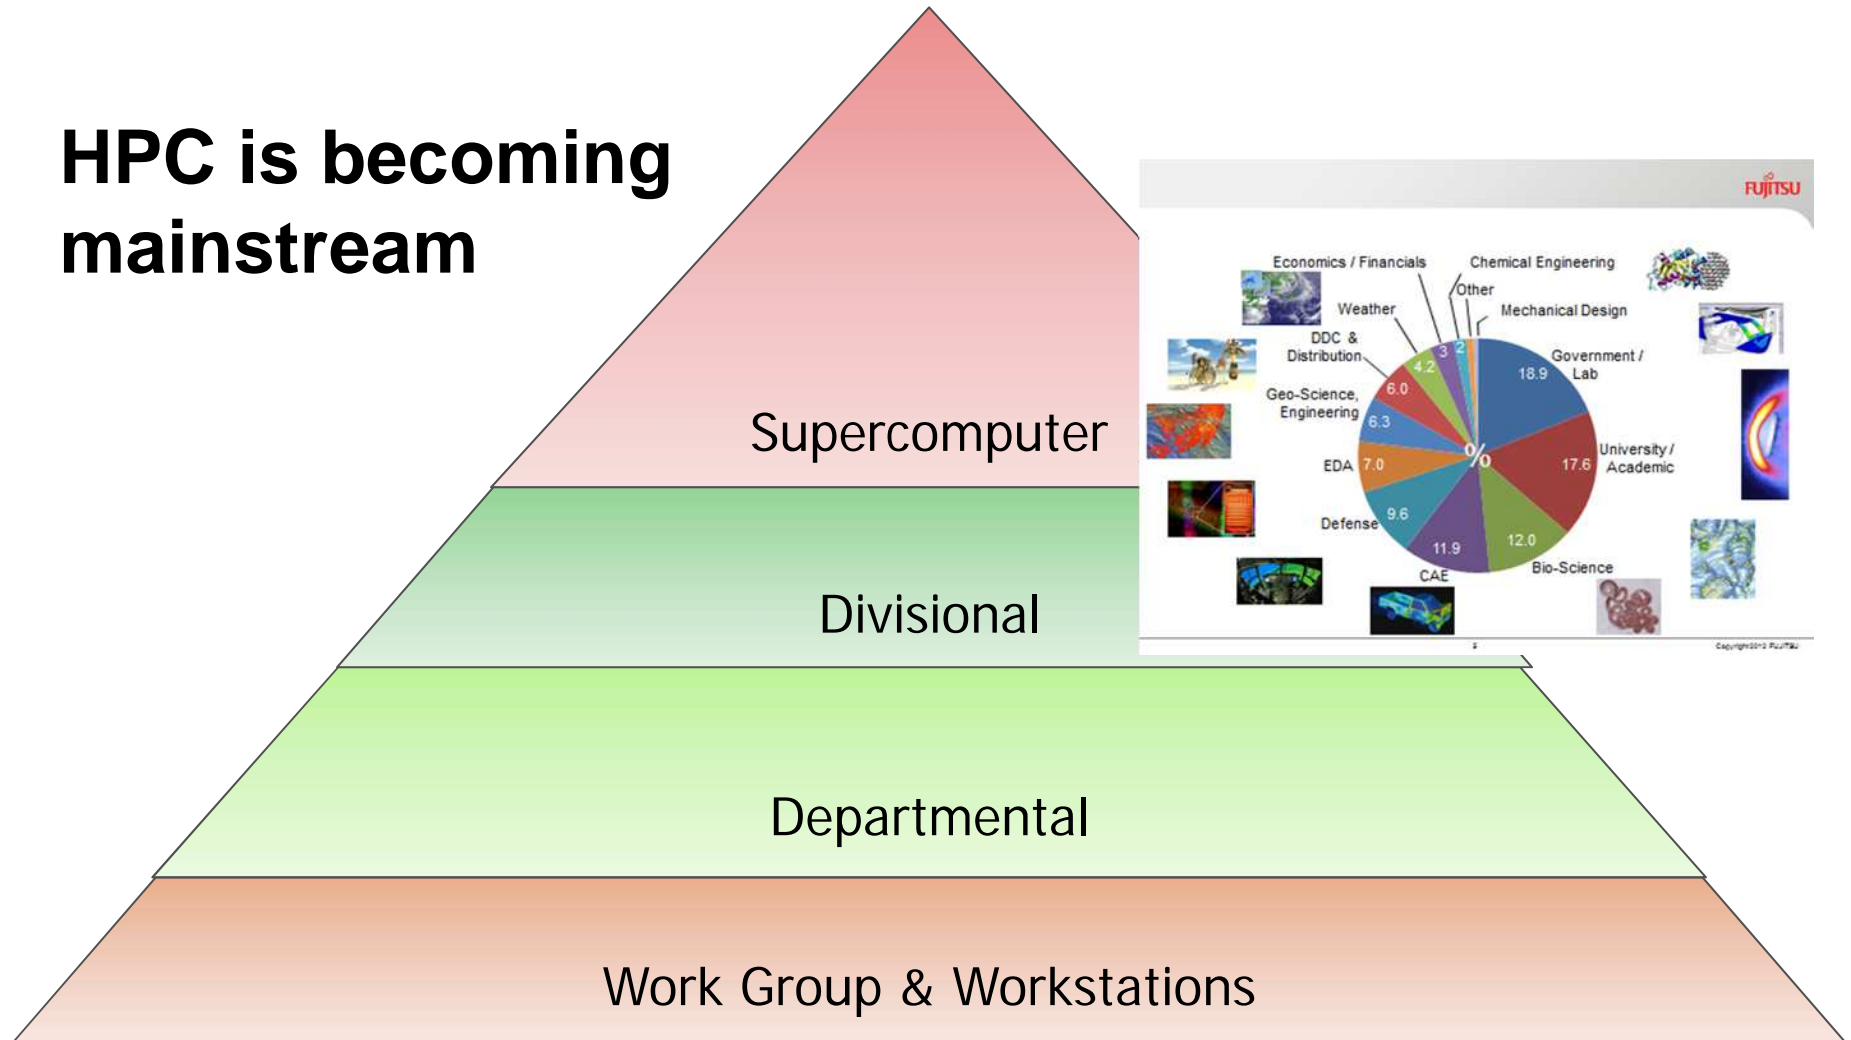 HPC is becoming
mainstream
FUJITSU
Economics / Financials
Chemical Engineering
Other
Weather
Mechanical Design
DDC &
Distribution
Government /
Lab
Geo-Science,
Engineering
University /
Academic
EDA
Defense
CAE
Bio-Science
18.9
17.6
12.0
11.9
9.6
7.0
6.3
6.0
4.2
3
2
%
Copyright2012 FUJITSU
Supercomputer
Divisional
Departmental
Work Group & Workstations